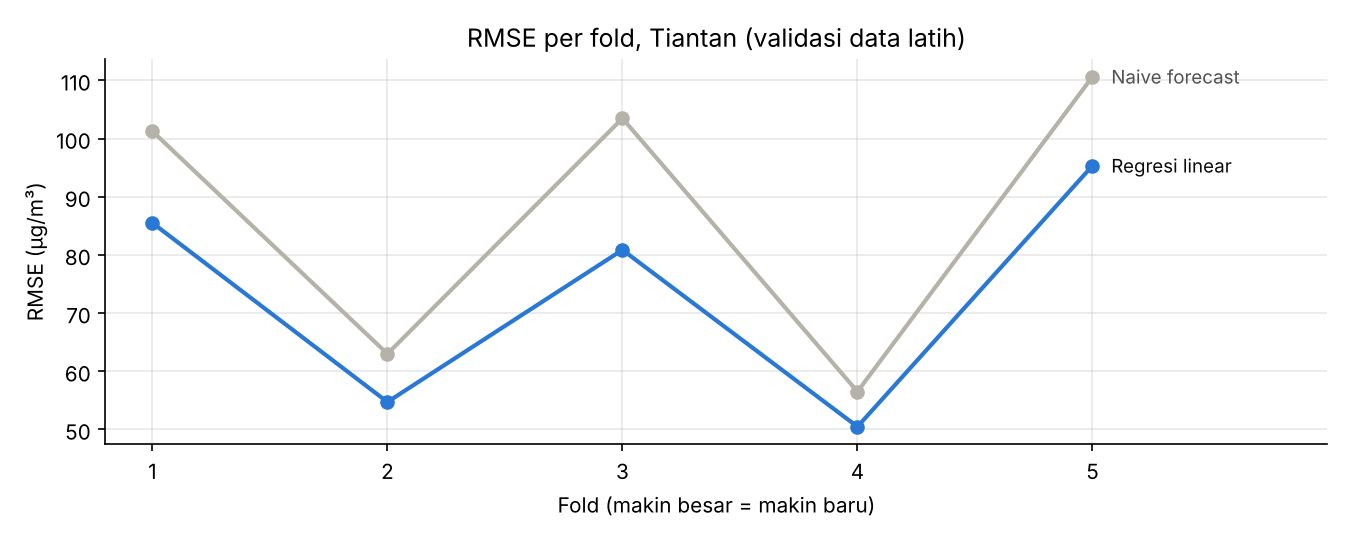 RMSE per fold, Tiantan (validasi data latih)
110
100
90
80
70
60
50
RMSE (µg/m³)
Naive forecast
Regresi linear
1 2 3 4 5
Fold (makin besar = makin baru)